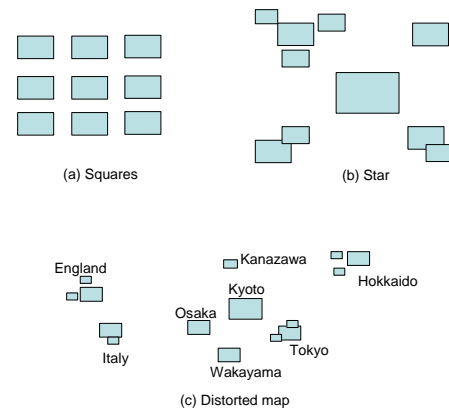 (a) Squares
(b) Star
England
Kanazawa
Hokkaido
Kyoto
Osaka
Italy
Tokyo
Wakayama
(c) Distorted map